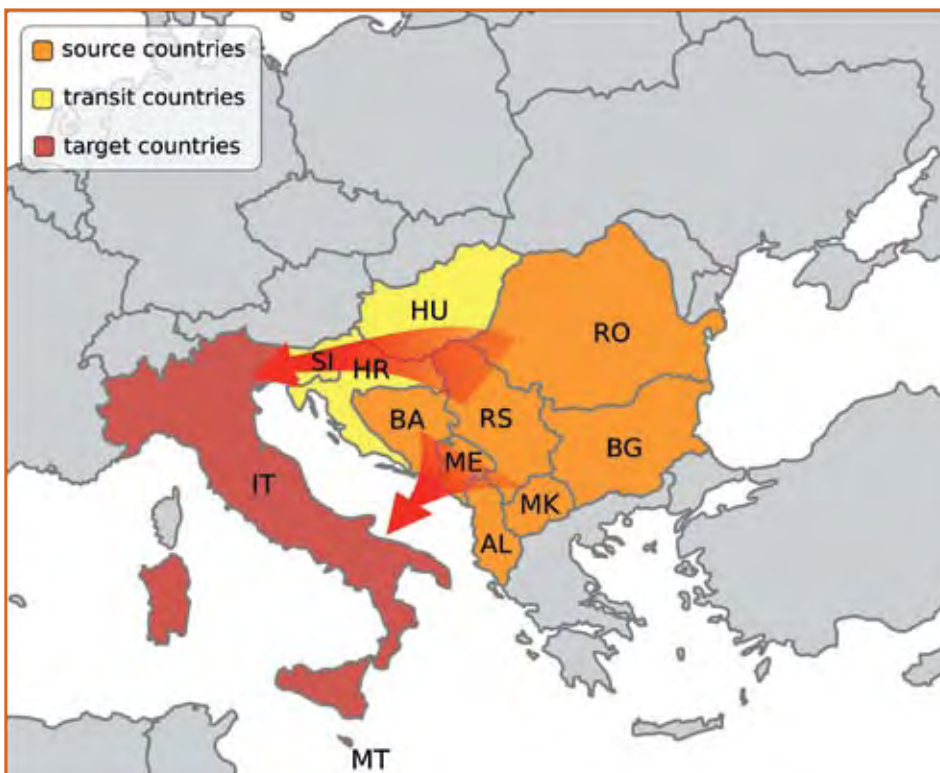 source countries
transit countries
target countries
HU
RO
SI
HR
BA
RS
BG
ME
IT
MK
AL
MT